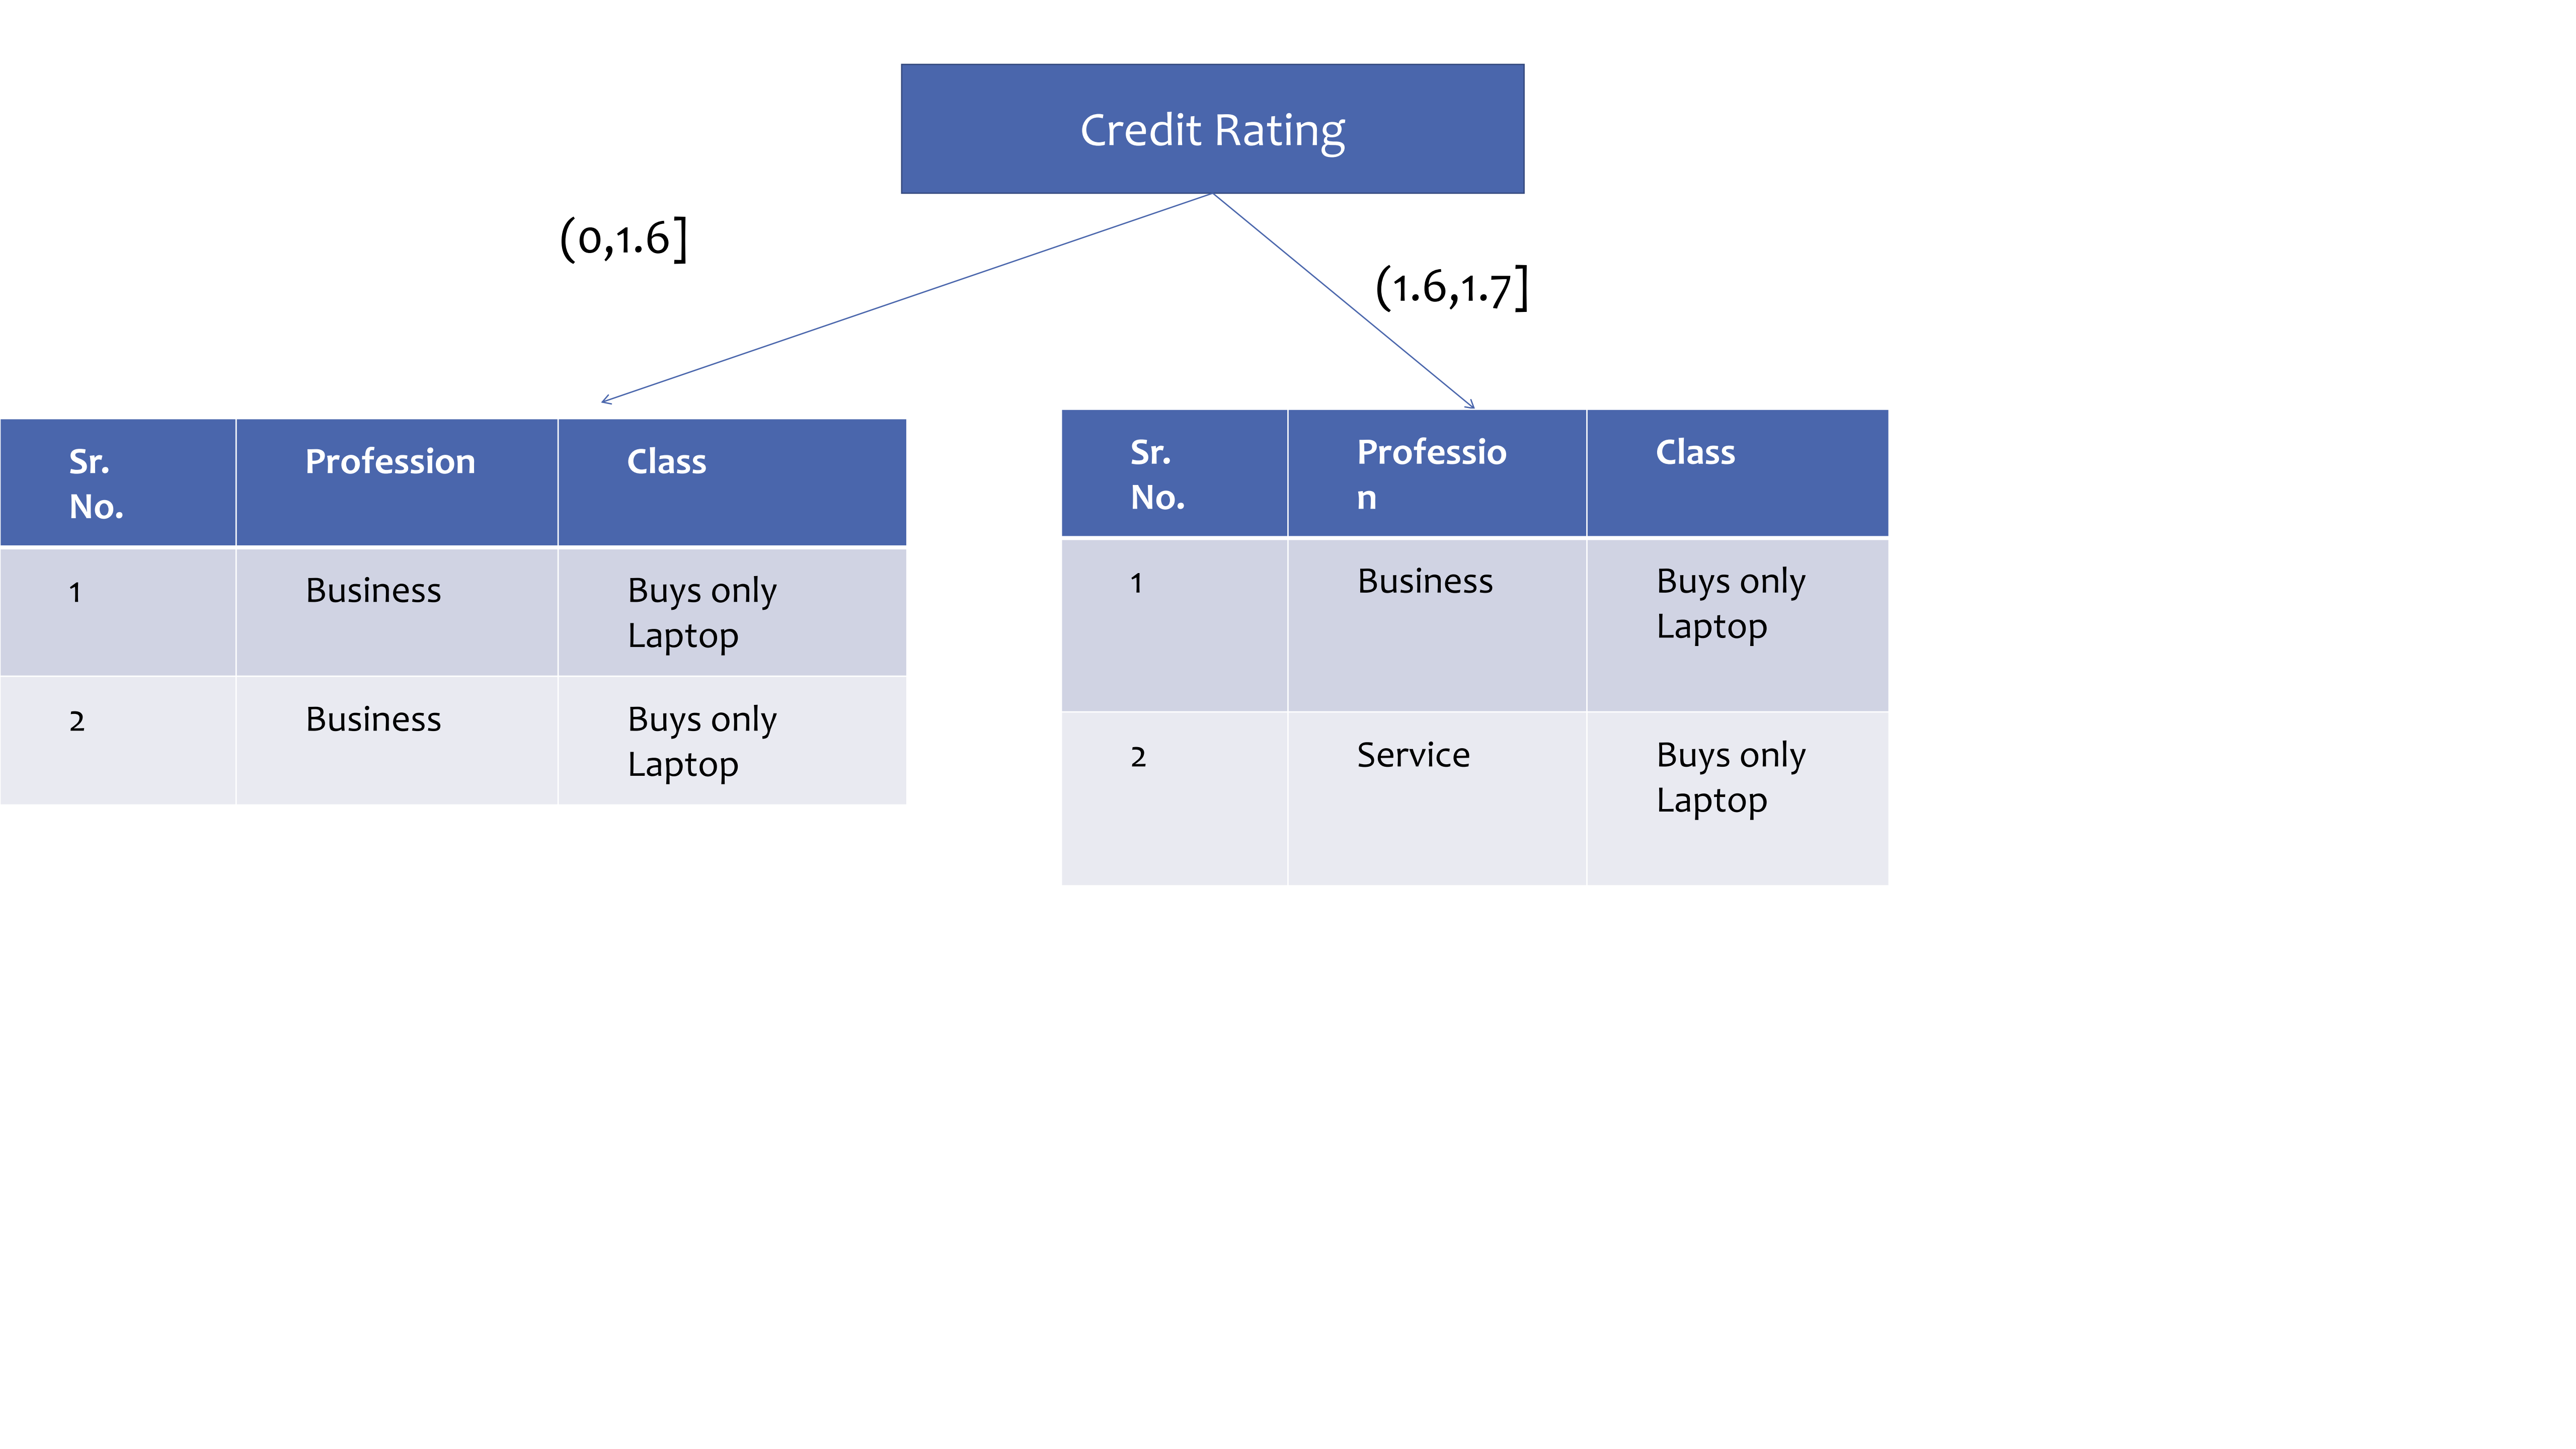 Credit Rating
(0,1.6]
(1.6,1.7]
Sr.
No.
Profession
Class
1
Business
Buys only
Laptop
2
Business
Buys only
Laptop
Sr.
No.
Professio
n
Class
1
Business
Buys only
Laptop
2
Service
Buys only
Laptop